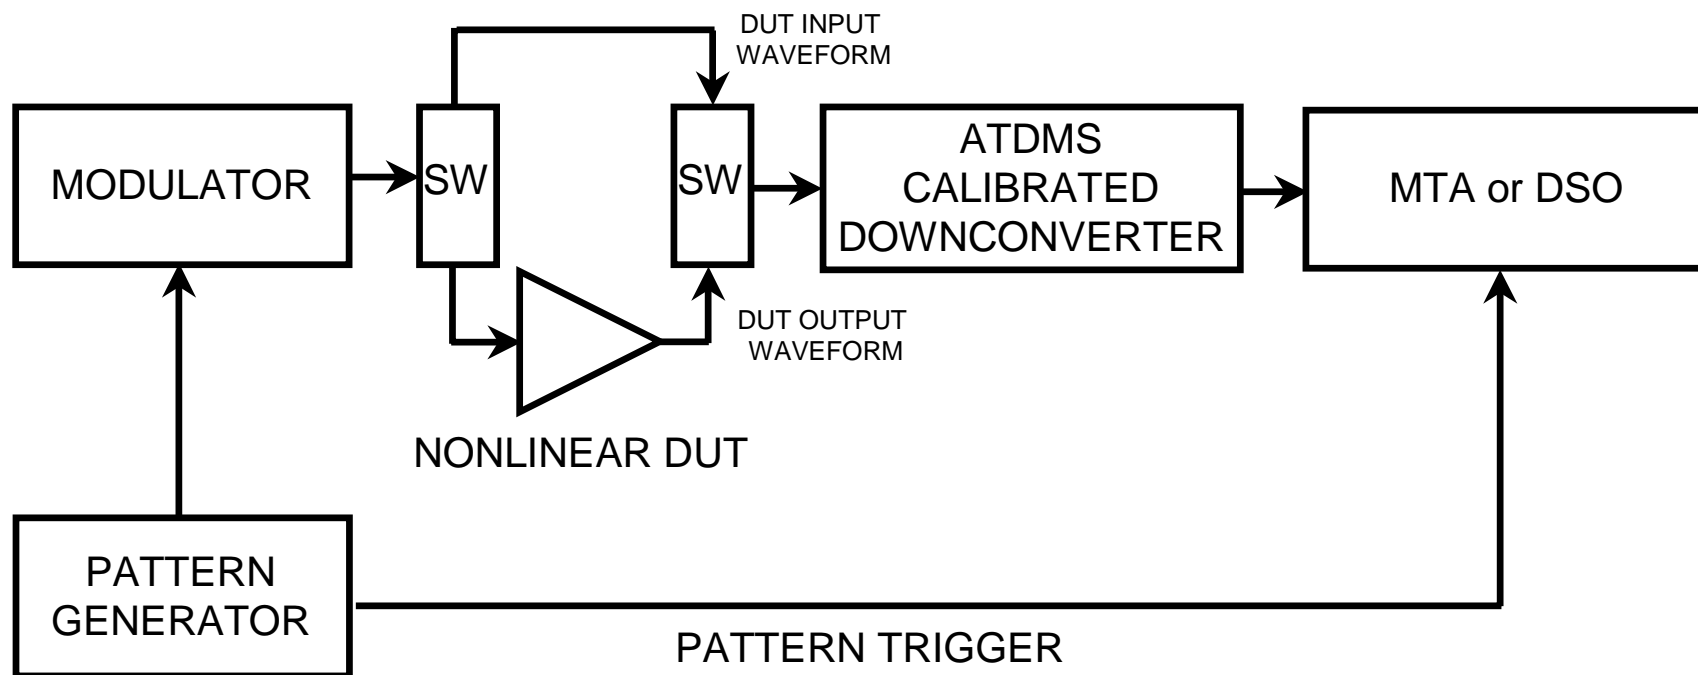 DUT INPUT
WAVEFORM
MODULATOR
SW
SW
ATDMS
CALIBRATED
DOWNCONVERTER
MTA or DSO
DUT OUTPUT
WAVEFORM
NONLINEAR DUT
PATTERN
GENERATOR
PATTERN TRIGGER